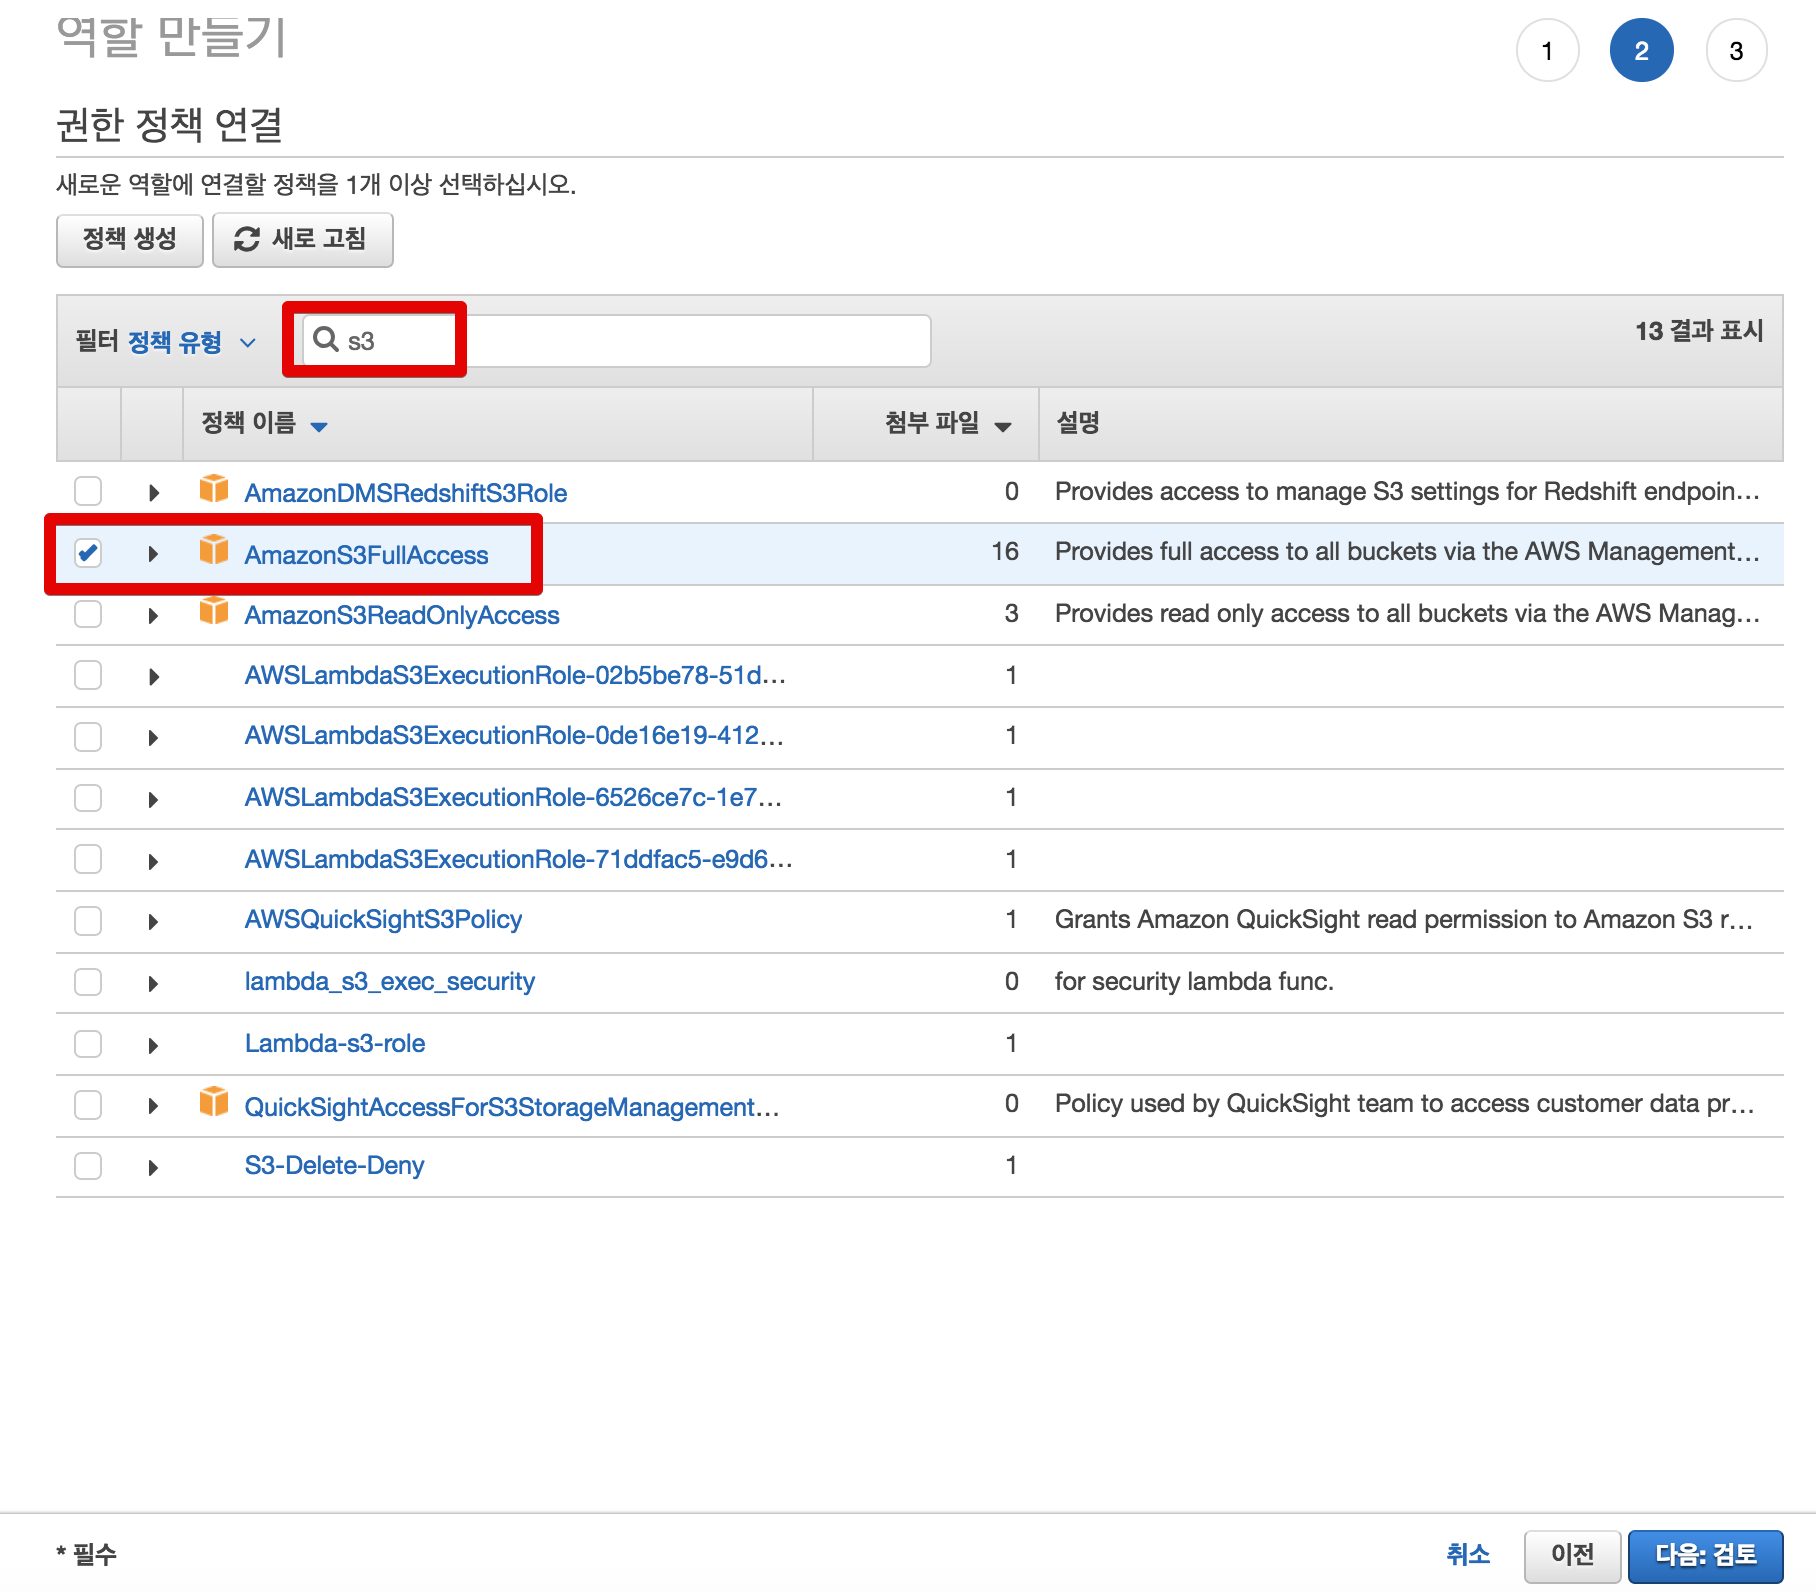 역할 만들기
1 2 3
권한 정책 연결
새로운 역할에 연결할 정책을 1개 이상 선택하십시오.
정책 생성 새로 고침
필터 정책 유형 s3 13 결과 표시
정책 이름 첨부 파일 설명
AmazonDMSRedshiftS3Role 0 Provides access to manage S3 settings for Redshift endpoin...
AmazonS3FullAccess 16 Provides full access to all buckets via the AWS Management...
AmazonS3ReadOnlyAccess 3 Provides read only access to all buckets via the AWS Manag...
AWSLambdaS3ExecutionRole-02b5be78-51d... 1
AWSLambdaS3ExecutionRole-0de16e19-412... 1
AWSLambdaS3ExecutionRole-6526ce7c-1e7... 1
AWSLambdaS3ExecutionRole-71ddfac5-e9d6... 1
AWSQuickSightS3Policy 1 Grants Amazon QuickSight read permission to Amazon S3 r...
lambda_s3_exec_security 0 for security lambda func.
Lambda-s3-role 1
QuickSightAccessForS3StorageManagement... 0 Policy used by QuickSight team to access customer data pr...
S3-Delete-Deny 1
* 필수 취소 이전 다음: 검토